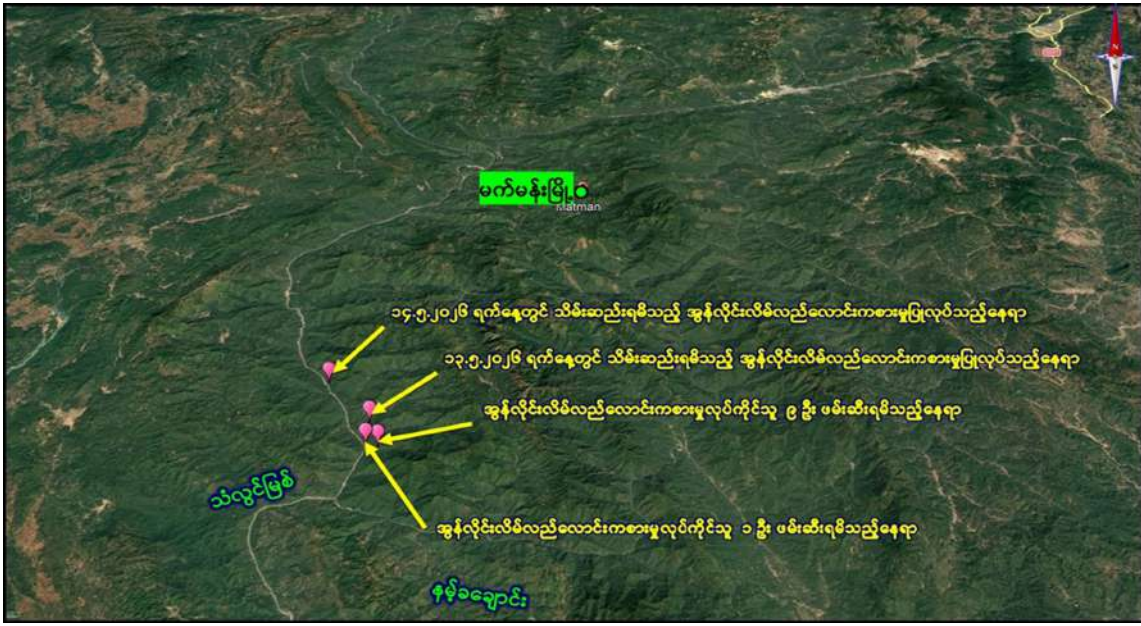 N
S
မက်မန်းမြို့
Matman
၁၄.၅.၂၀၂၆ ရက်နေ့တွင် သိမ်းဆည်းရမိသည့် အွန်လိုင်းလိမ်လည်လောင်းကစားမှုပြုလုပ်သည့်နေရာ
၁၃.၅.၂၀၂၆ ရက်နေ့တွင် သိမ်းဆည်းရမိသည့် အွန်လိုင်းလိမ်လည်လောင်းကစားမှုပြုလုပ်သည့်နေရာ
အွန်လိုင်းလိမ်လည်လောင်းကစားမှုလုပ်ကိုင်သူ ၉ ဦး ဖမ်းဆီးရမိသည့်နေရာ
သံလွင်မြစ်
အွန်လိုင်းလိမ်လည်လောင်းကစားမှုလုပ်ကိုင်သူ ၁ ဦး ဖမ်းဆီးရမိသည့်နေရာ
နမ့်ခချောင်း